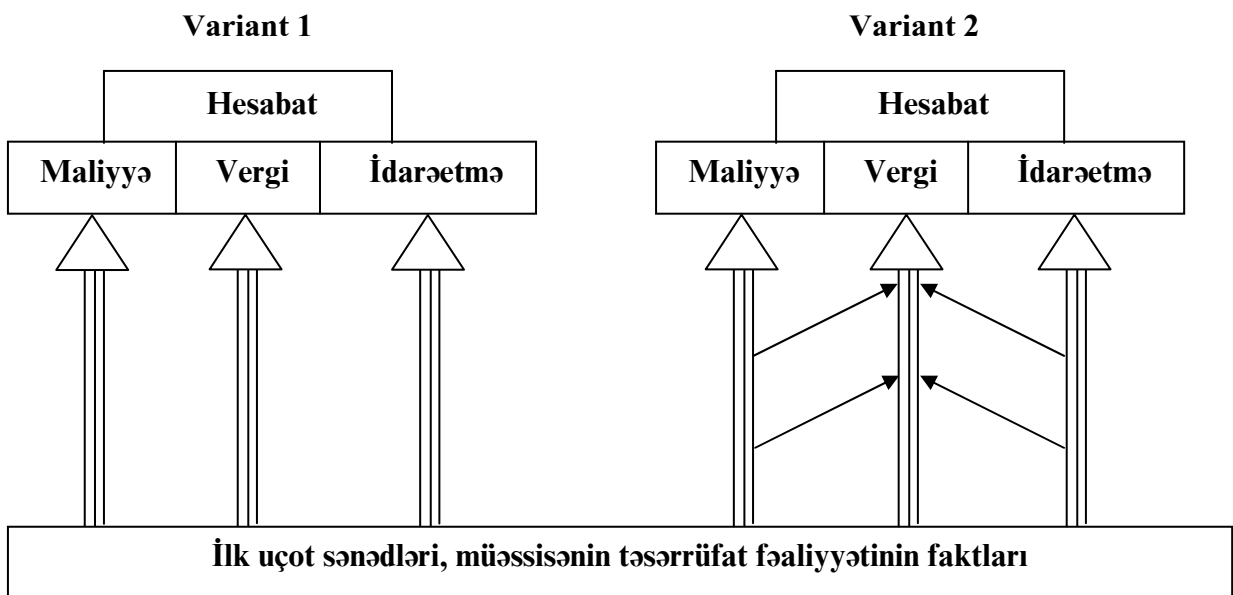 Variant 1
Variant 2
Hesabat
Hesabat
Maliyyə Vergi İdarəetmə
Maliyyə Vergi İdarəetmə
İlk uçot sənədləri, müəssisənin təsərrüfat fəaliyyətinin faktları